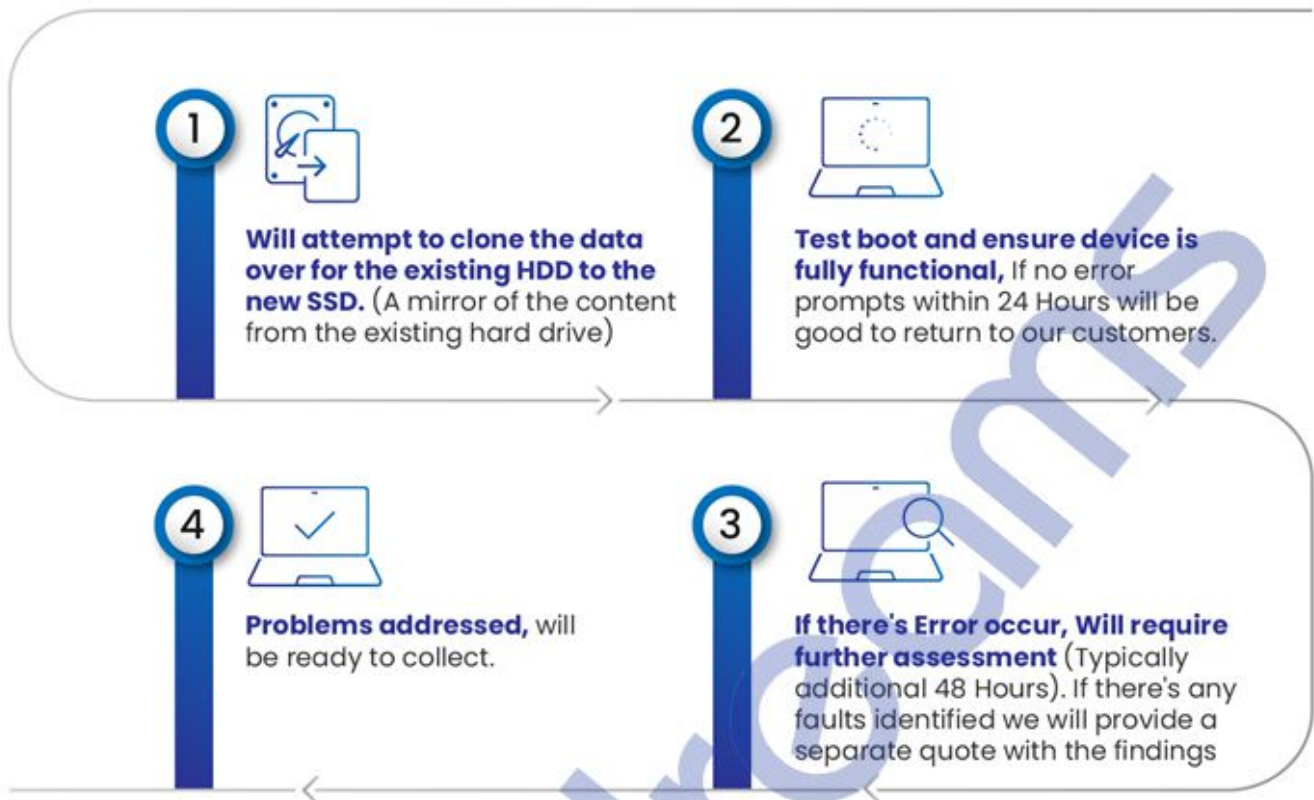 1
Will attempt to clone the data
over for the existing HDD to the
new SSD. (A mirror of the content
from the existing hard drive)
2
Test boot and ensure device is
fully functional, If no error
prompts within 24 Hours will be
good to return to our customers.
3
If there's Error occur, Will require
further assessment (Typically
additional 48 Hours). If there's any
faults identified we will provide a
separate quote with the findings
4
Problems addressed, will
be ready to collect.